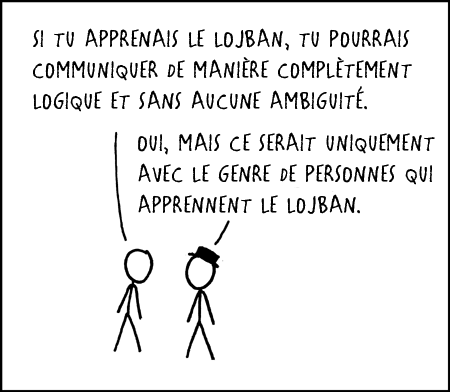 SI TU APPRENAIS LE LOJBAN, TU POURRAIS
COMMUNIQUER DE MANIÈRE COMPLÈTEMENT
LOGIQUE ET SANS AUCUNE AMBIGUITÉ.
OUI, MAIS CE SERAIT UNIQUEMENT
AVEC LE GENRE DE PERSONNES QUI
APPRENNENT LE LOJBAN.